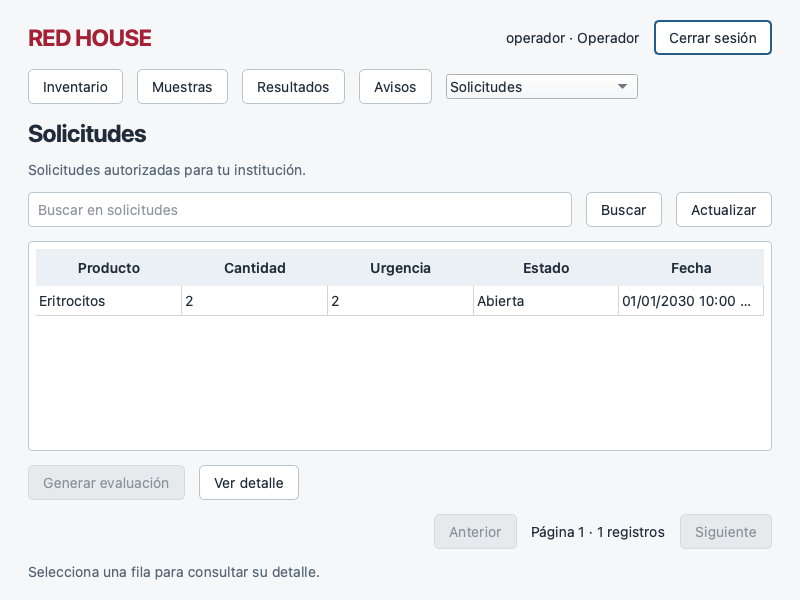 RED HOUSE
operador · Operador
Cerrar sesión
Inventario
Muestras
Resultados
Avisos
Solicitudes
Solicitudes
Solicitudes autorizadas para tu institución.
Buscar en solicitudes
Buscar
Actualizar
Producto Cantidad Urgencia Estado Fecha
Eritrocitos 2 2 Abierta 01/01/2030 10:00 ...
Generar evaluación
Ver detalle
Anterior
Página 1 · 1 registros
Siguiente
Selecciona una fila para consultar su detalle.